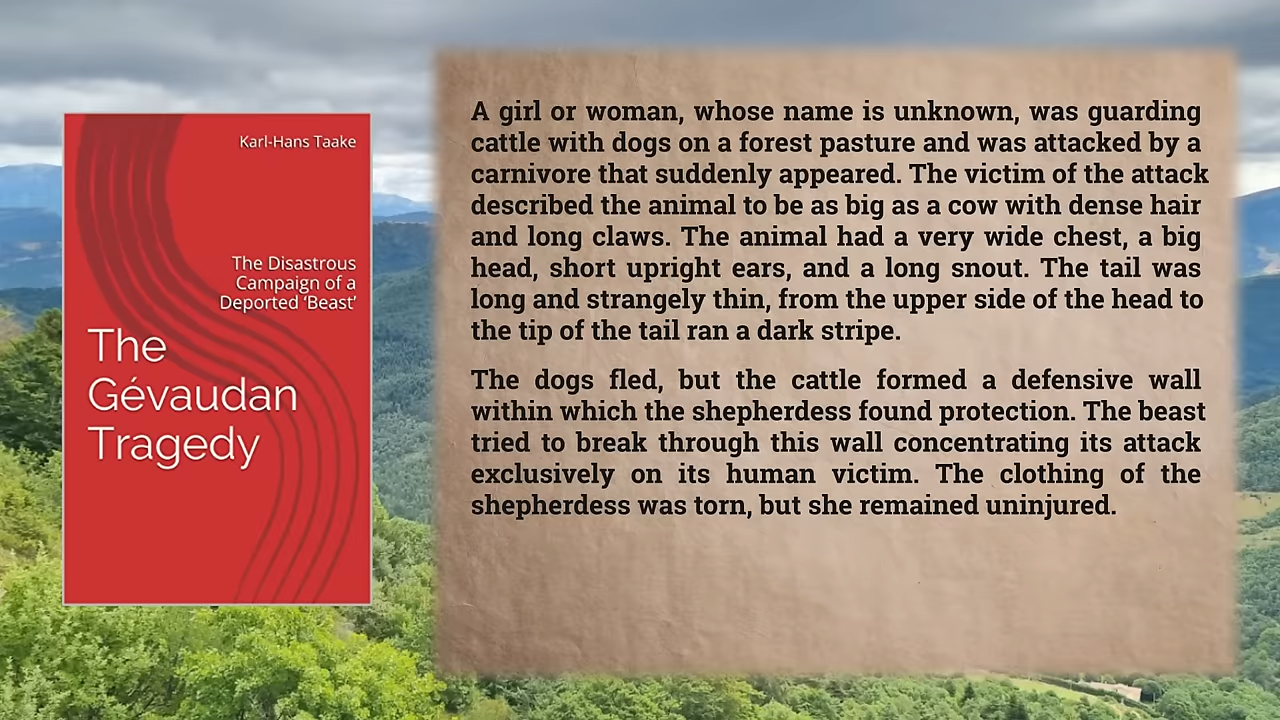 Karl-Hans Taake
The Disastrous
Campaign of a
Deported ‘Beast’
The
Gévaudan
Tragedy
A girl or woman, whose name is unknown, was guarding
cattle with dogs on a forest pasture and was attacked by a
carnivore that suddenly appeared. The victim of the attack
described the animal to be as big as a cow with dense hair
and long claws. The animal had a very wide chest, a big
head, short upright ears, and a long snout. The tail was
long and strangely thin, from the upper side of the head to
the tip of the tail ran a dark stripe.
The dogs fled, but the cattle formed a defensive wall
within which the shepherdess found protection. The beast
tried to break through this wall concentrating its attack
exclusively on its human victim. The clothing of the
shepherdess was torn, but she remained uninjured.